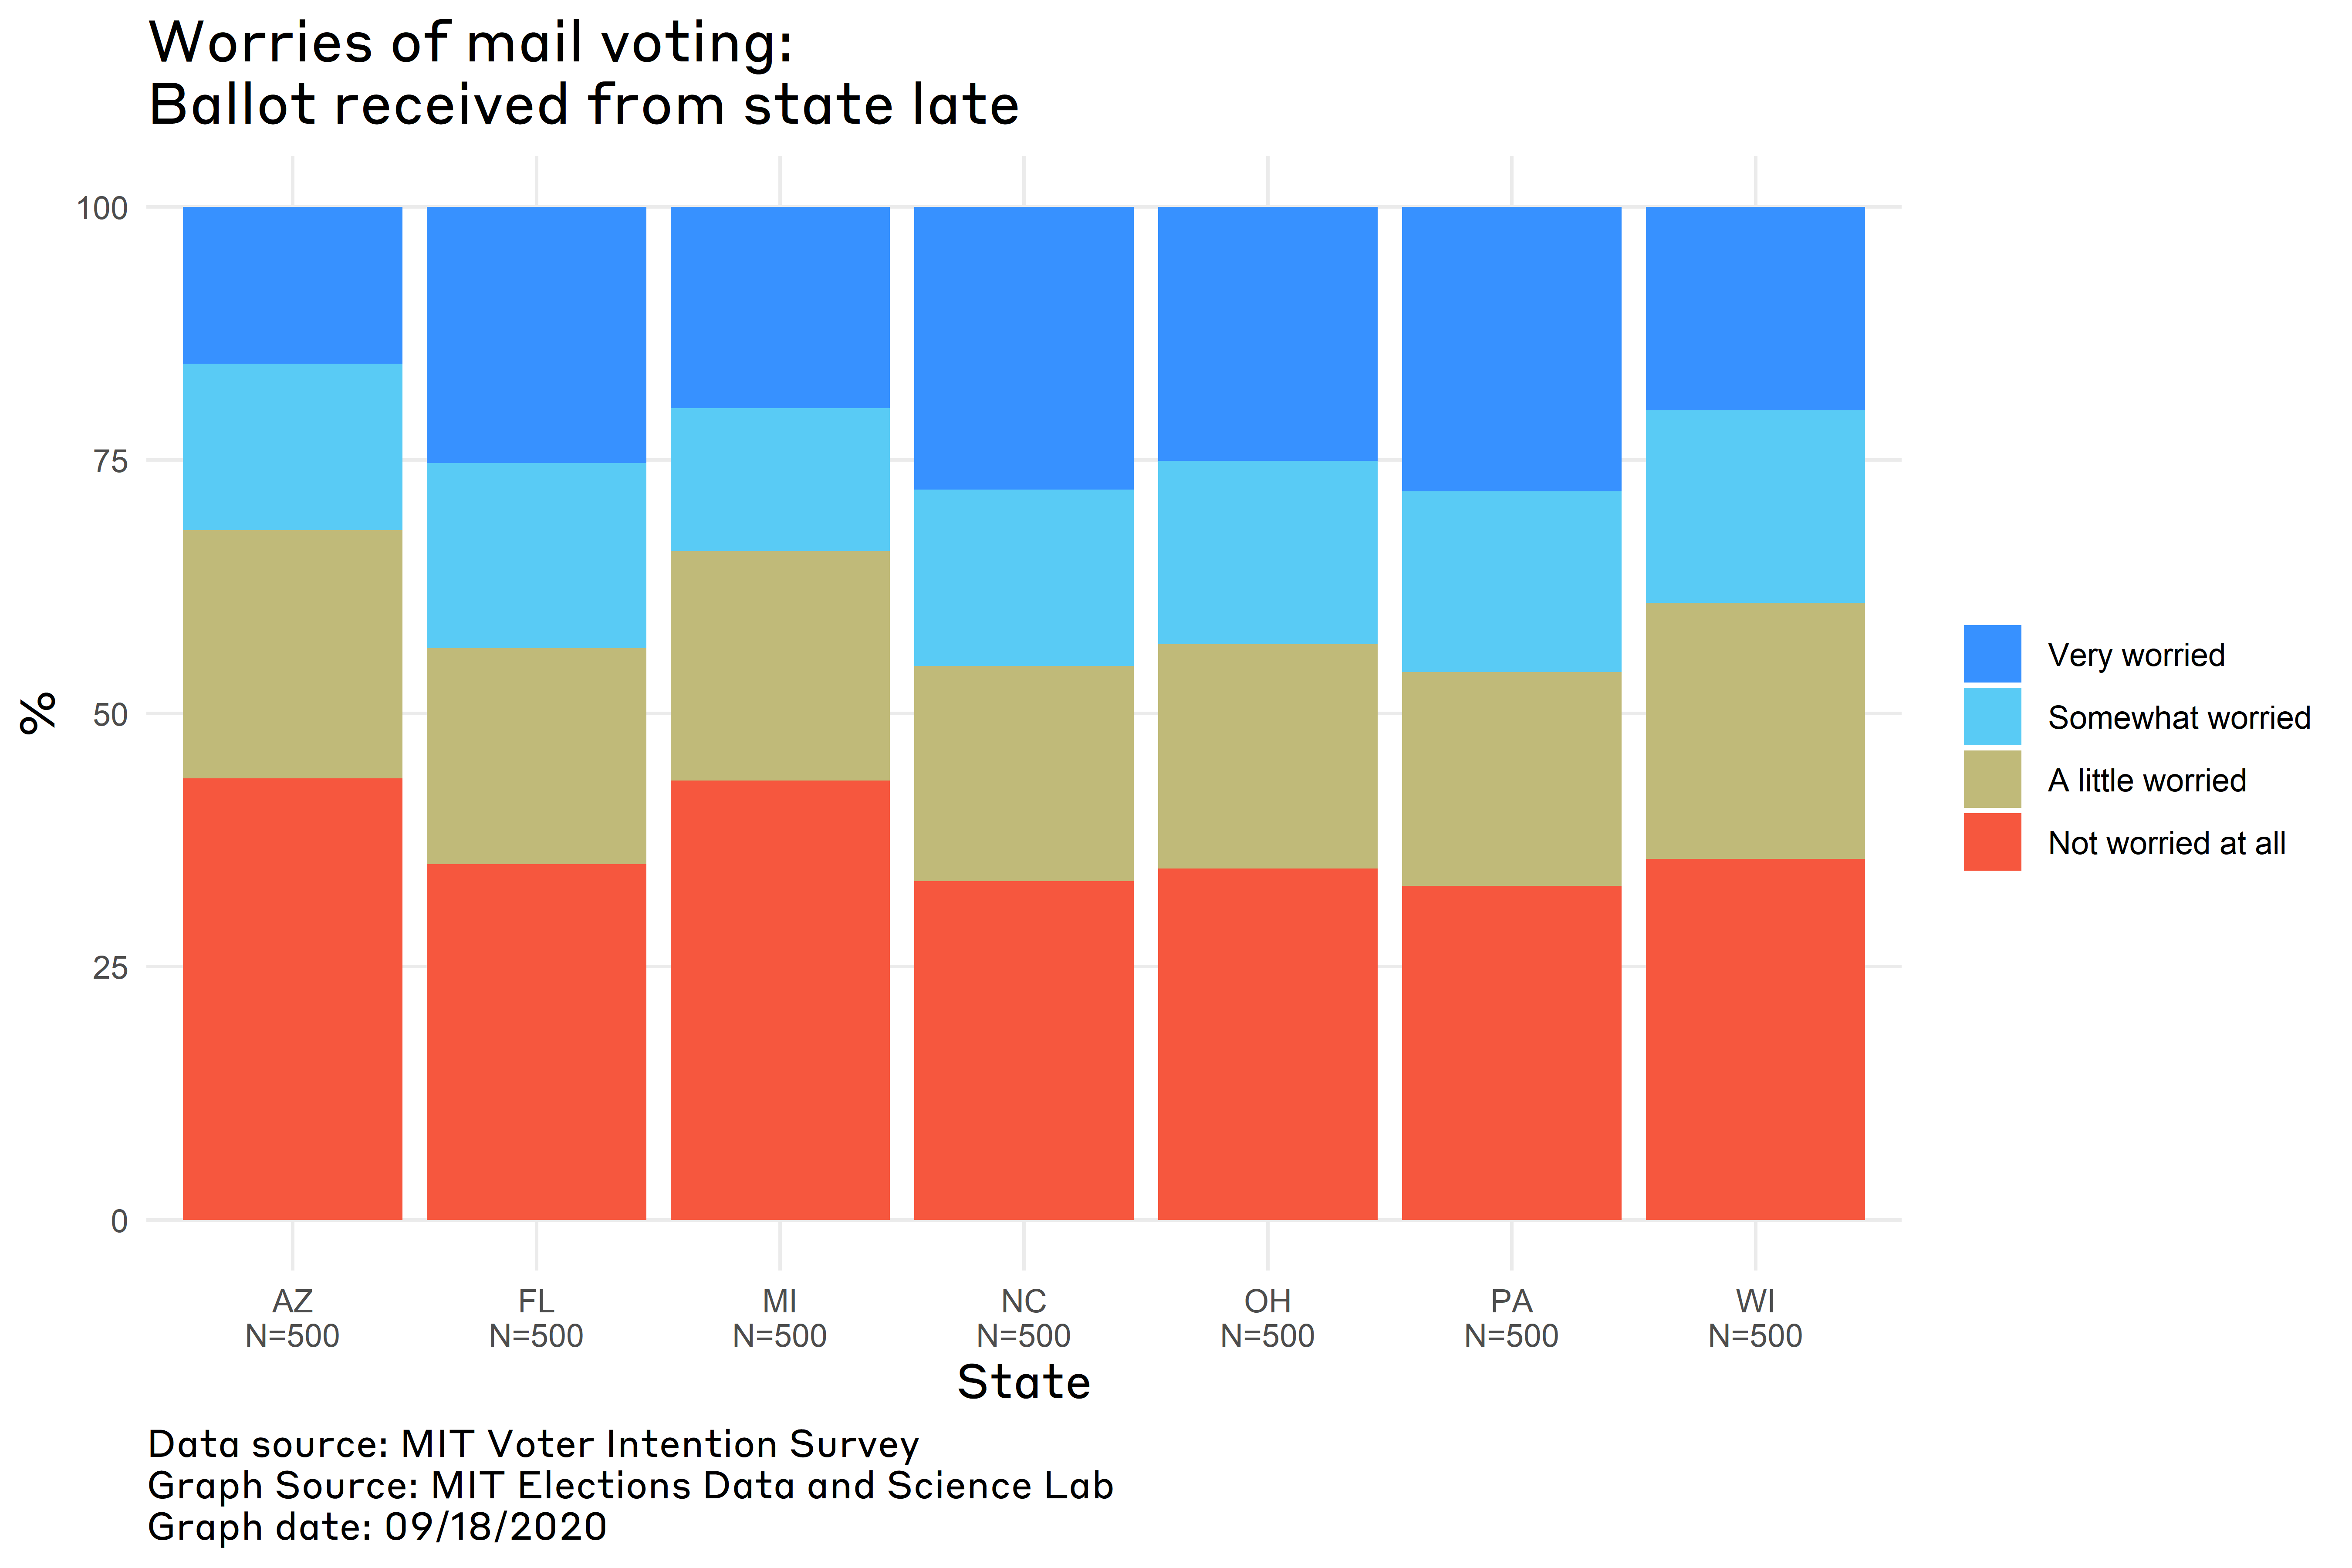 Worries of mail voting:
Ballot received from state late
100
75
50
25
0
%
AZ
N=500
FL
N=500
MI
N=500
NC
N=500
OH
N=500
PA
N=500
WI
N=500
State
Very worried
Somewhat worried
A little worried
Not worried at all
Data source: MIT Voter Intention Survey
Graph Source: MIT Elections Data and Science Lab
Graph date: 09/18/2020